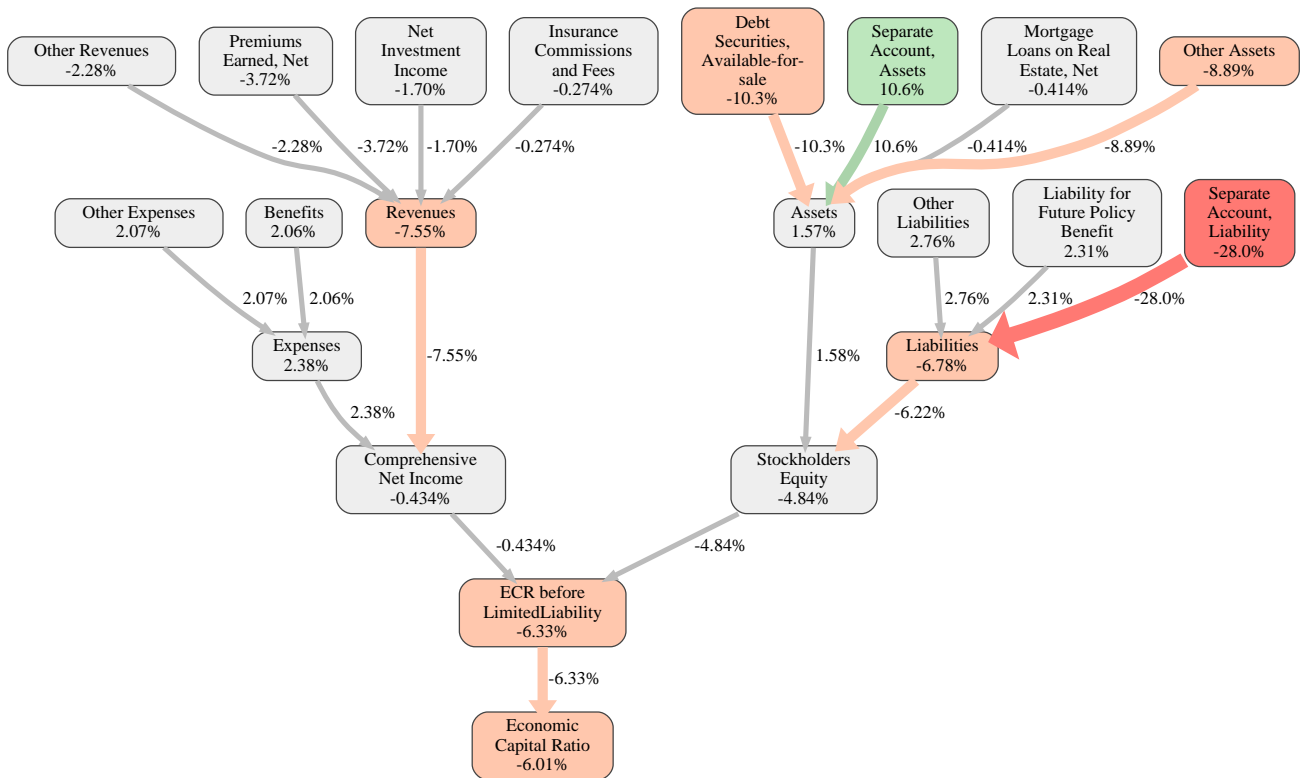 Other Revenues
-2.28%
Premiums
Earned, Net
-3.72%
Net
Investment
Income
-1.70%
Insurance
Commissions
and Fees
-0.274%
Debt
Securities,
Available-for-
sale
-10.3%
Separate
Account,
Assets
10.6%
Mortgage
Loans on Real
Estate, Net
-0.414%
Other Assets
-8.89%
-2.28%
-3.72%
-1.70%
-0.274%
-10.3%
10.6%
-0.414%
-8.89%
Other Expenses
2.07%
Benefits
2.06%
Revenues
-7.55%
Assets
1.57%
Other
Liabilities
2.76%
Liability for
Future Policy
Benefit
2.31%
Separate
Account,
Liability
-28.0%
2.07%
2.06%
2.76%
2.31%
-28.0%
Expenses
2.38%
-7.55%
1.58%
Liabilities
-6.78%
2.38%
-6.22%
Comprehensive
Net Income
-0.434%
Stockholders
Equity
-4.84%
-0.434%
-4.84%
ECR before
LimitedLiability
-6.33%
-6.33%
Economic
Capital Ratio
-6.01%